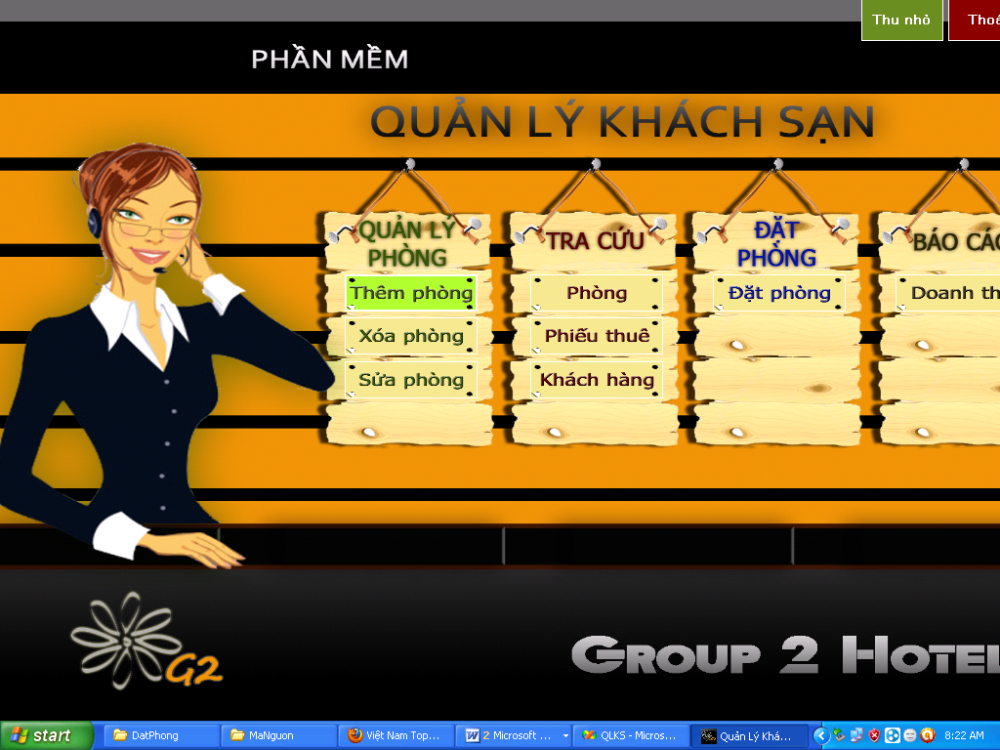 Thu nhỏ
Thoá
PHẦN MỀM
QUẢN LÝ KHÁCH SẠN
QUẢN LÝ
PHÒNG
Thêm phòng
Xóa phòng
Sửa phòng
TRA CỨU
Phòng
Phiếu thuê
Khách hàng
ĐẶT
PHÒNG
Đặt phòng
BÁO CÁO
Doanh th
G2
GROUP 2 HOTEL
start
DatPhong
MaNguon
Việt Nam Top...
2 Microsoft ...
QLKS - Micros...
Quản Lý Khá...
8:22 AM